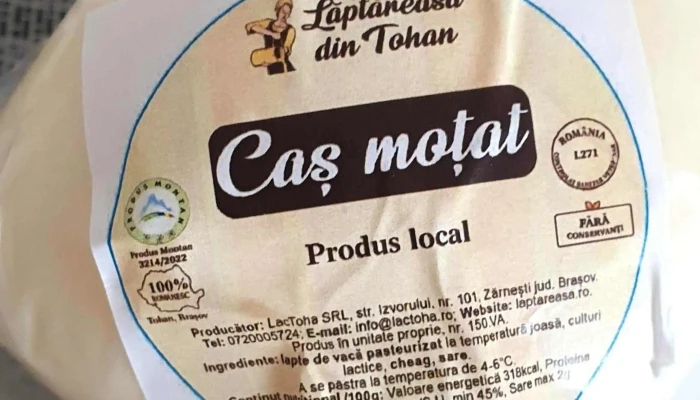 Lăptăreasa
din Tohan
Caș moțat
ROMÂNIA
L271
PRODUS MONTAN
Produs Montan
3214/2022
FĂRĂ
CONSERVANȚI
Produs local
100%
ROMÂNESC
Tohan, Brașov
Producător: LacToha SRL, str. Izvorului, nr. 101, Zărnești jud. Brașov.
Tel: 0720005724; E-mail: info@lactoha.ro; Website: laptareasa.ro.
Produs în unitate proprie, nr. 150VA.
Ingrediente: lapte de vacă pasteurizat la temperatură joasă, culturi
lactice, cheag, sare.
A se păstra la temperatura de 4-6°C.
/100g: Valoare energetică 318kcal, Proteine
min 45%, Sare max